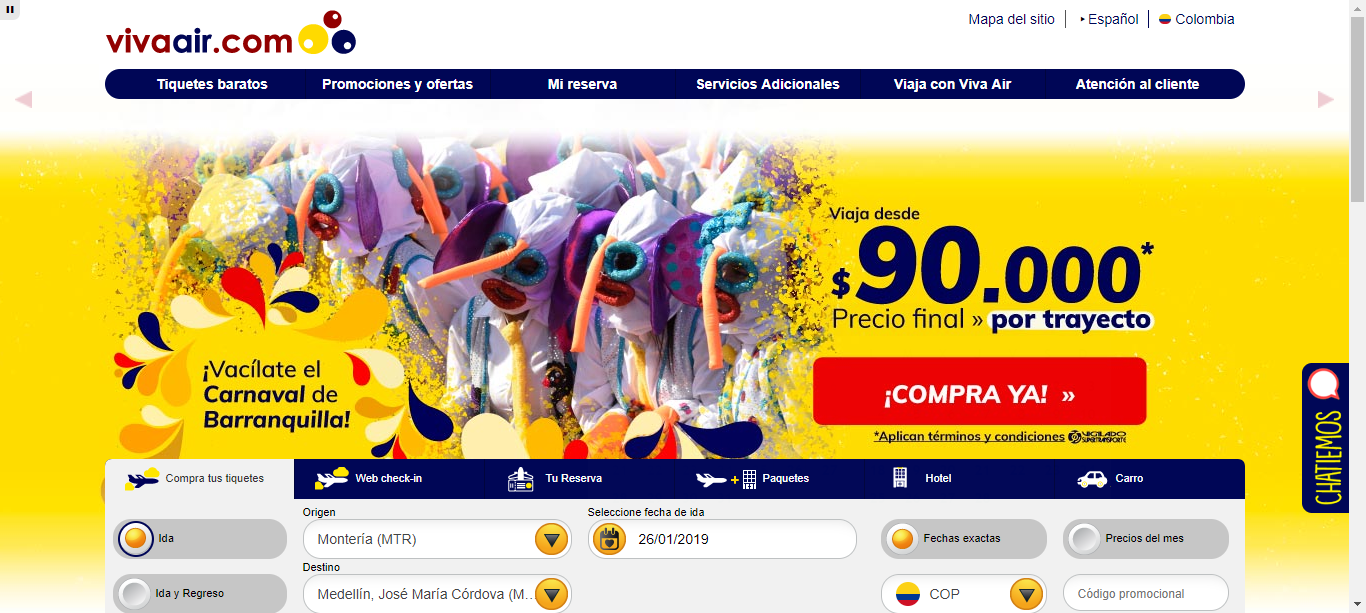 Mapa del sitio
Español
Colombia
vivaair.com
Tiquetes baratos
Promociones y ofertas
Mi reserva
Servicios Adicionales
Viaja con Viva Air
Atención al cliente
Viaja desde
$90.000*
Precio final » por trayecto
¡Vacílate el
Carnaval de
Barranquilla!
¡COMPRA YA! »
*Aplican términos y condiciones VIGILADO SUPERTRANSPORTE
CHATIEMOS
Compra tus tiquetes
Web check-in
Tu Reserva
Paquetes
Hotel
Carro
Origen
Seleccione fecha de ida
Ida
Montería (MTR)
26/01/2019
Fechas exactas
Precios del mes
Destino
Ida y Regreso
Medellín, José María Córdova (M...
COP
Código promocional